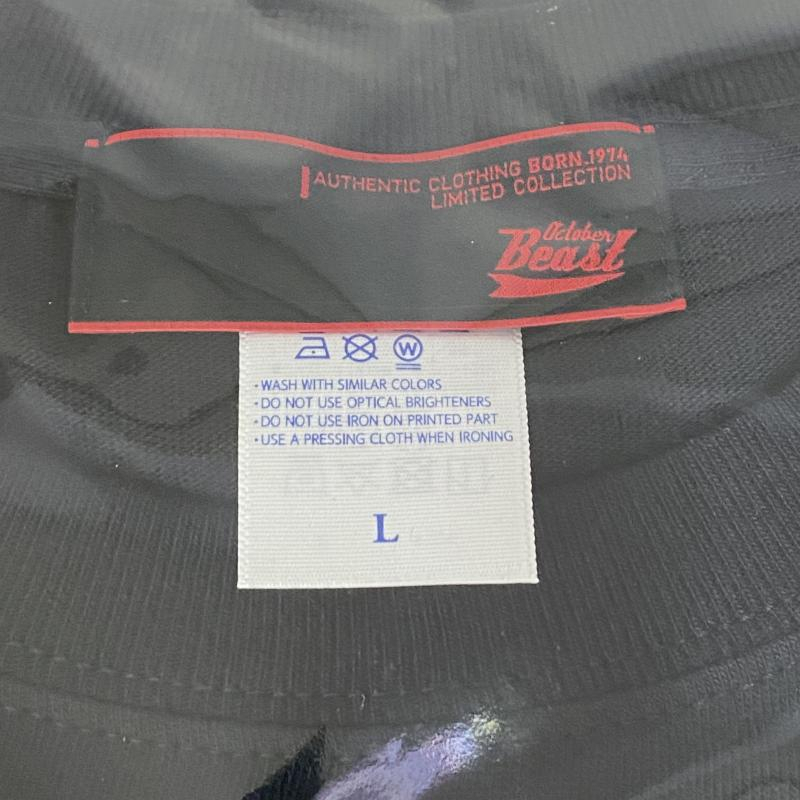 AUTHENTIC CLOTHING BORN.1974
LIMITED COLLECTION
October
Beast
W
·WASH WITH SIMILAR COLORS
·DO NOT USE OPTICAL BRIGHTENERS
·DO NOT USE IRON ON PRINTED PART
·USE A PRESSING CLOTH WHEN IRONING
L